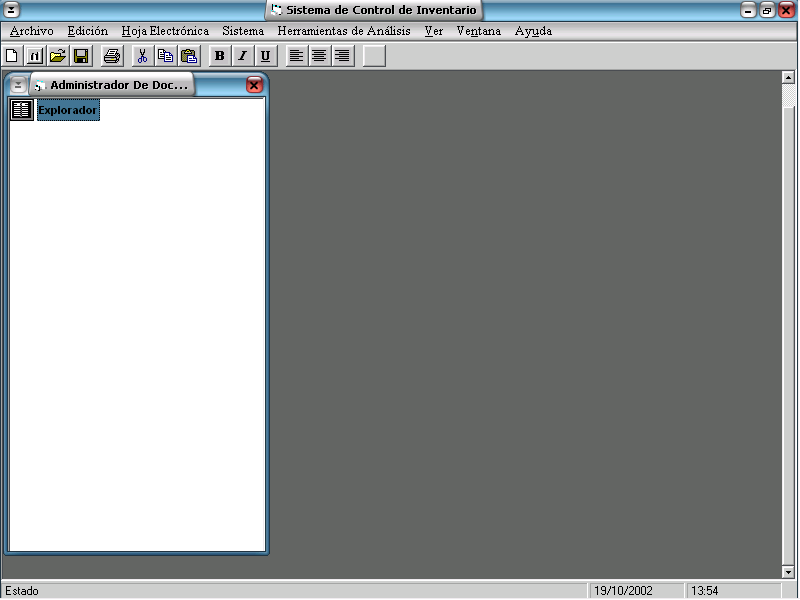 Sistema de Control de Inventario
Archivo Edición Hoja Electrónica Sistema Herramientas de Análisis Ver Ventana Ayuda
B I U
Administrador De Doc...
Explorador
Estado 19/10/2002 13:54